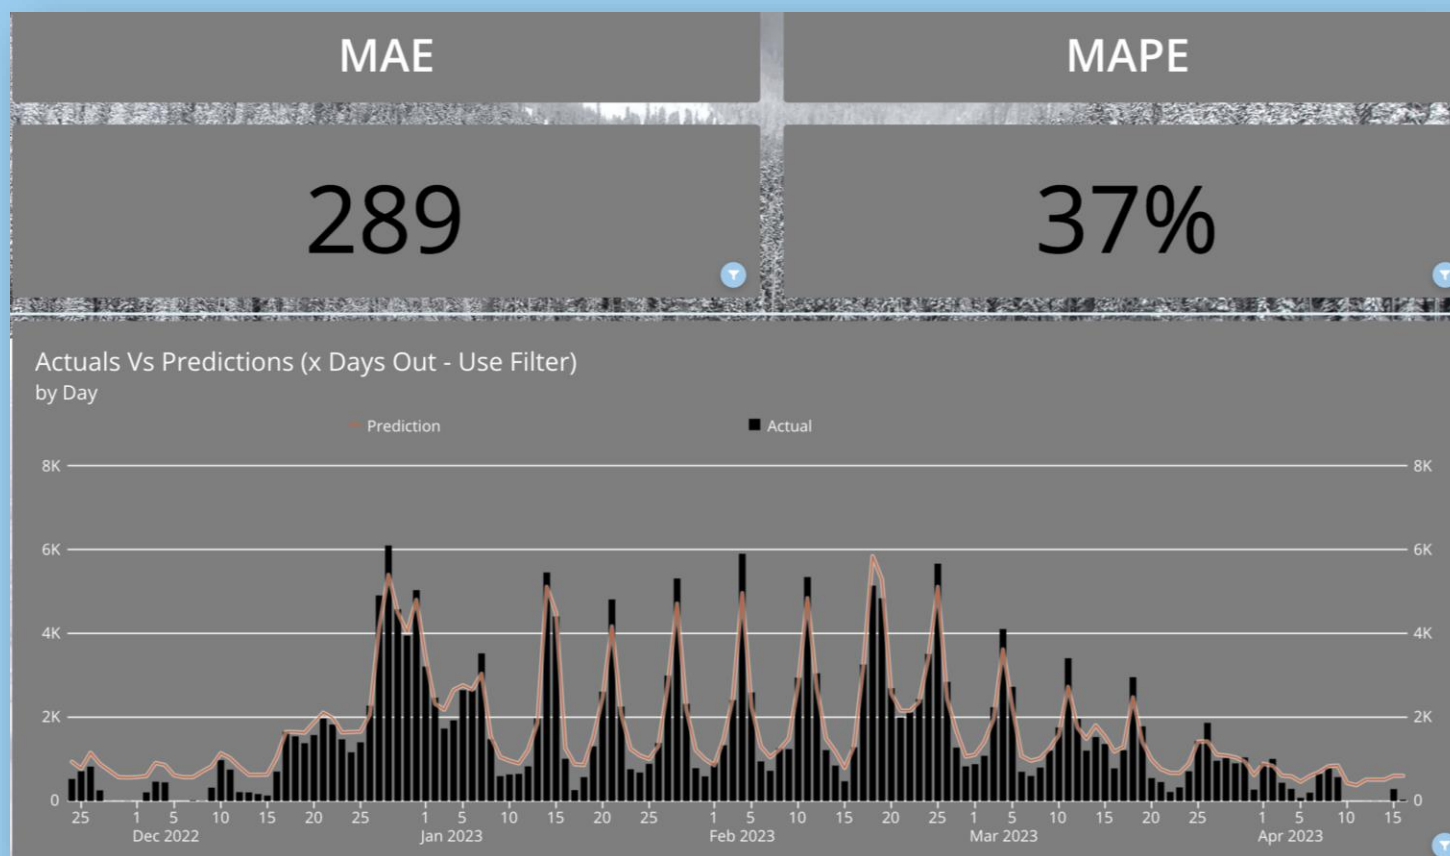 MAE MAPE
289 37%
Actuals Vs Predictions (x Days Out - Use Filter)
by Day
Prediction Actual
8K 8K
6K 6K
4K 4K
2K 2K
0 0
25 1 5 10 15 20 25 1 5 10 15 20 25 1 5 10 15 20 25 1 5 10 15 20 25 1 5 10 15
Dec 2022 Jan 2023 Feb 2023 Mar 2023 Apr 2023